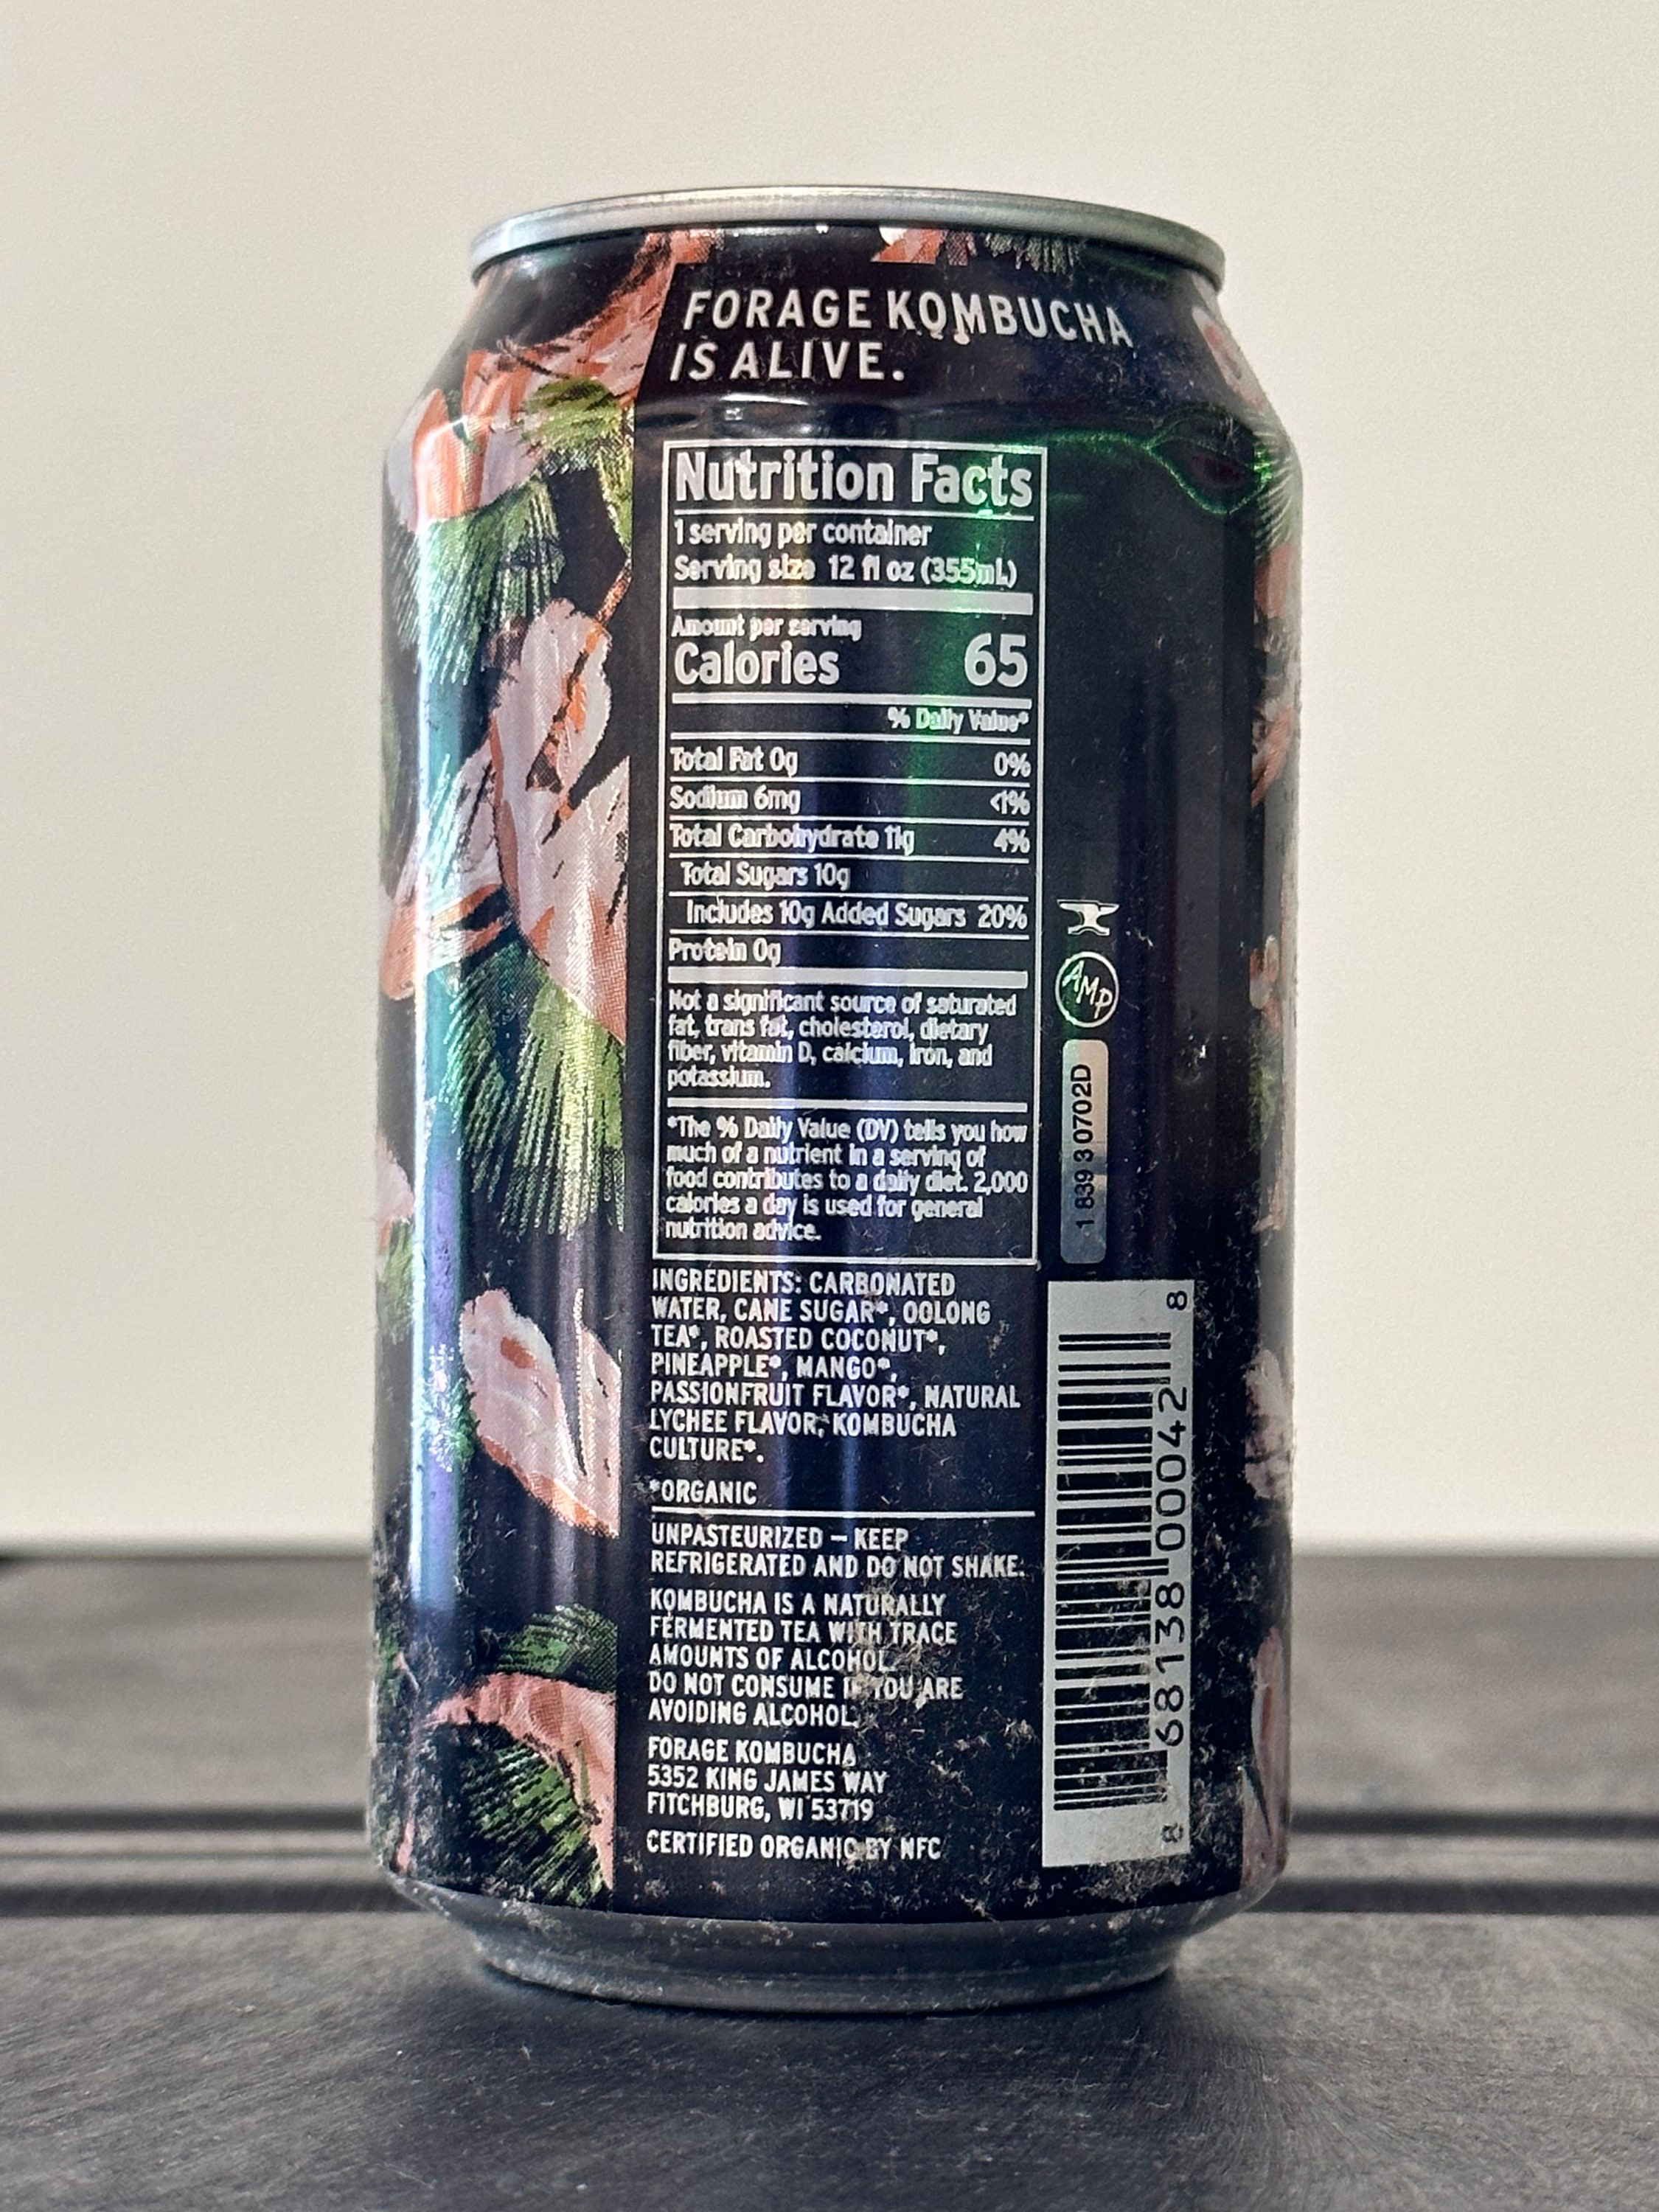 FORAGE KOMBUCHA
IS ALIVE.
Nutrition Facts
1 serving per container
Serving size 12 fl oz (355mL)
Amount per serving
Calories 65
% Daily Value*
Total Fat 0g 0%
Sodium 6mg <1%
Total Carbohydrate 11g 4%
Total Sugars 10g
Includes 10g Added Sugars 20%
Protein 0g
Not a significant source of saturated
fat, trans fat, cholesterol, dietary
fiber, vitamin D, calcium, iron, and
potassium.
*The % Daily Value (DV) tells you how
much of a nutrient in a serving of
food contributes to a daily diet. 2,000
calories a day is used for general
nutrition advice.
INGREDIENTS: CARBONATED
WATER, CANE SUGAR*, OOLONG
TEA*, ROASTED COCONUT*,
PINEAPPLE*, MANGO*,
PASSIONFRUIT FLAVOR*, NATURAL
LYCHEE FLAVOR, KOMBUCHA
CULTURE*.
*ORGANIC
UNPASTEURIZED – KEEP
REFRIGERATED AND DO NOT SHAKE.
KOMBUCHA IS A NATURALLY
FERMENTED TEA WITH TRACE
AMOUNTS OF ALCOHOL.
DO NOT CONSUME IF YOU ARE
AVOIDING ALCOHOL.
FORAGE KOMBUCHA
5352 KING JAMES WAY
FITCHBURG, WI 53719
CERTIFIED ORGANIC BY NFC
AMP
1 839 3 0702D
8 68138 00042 8